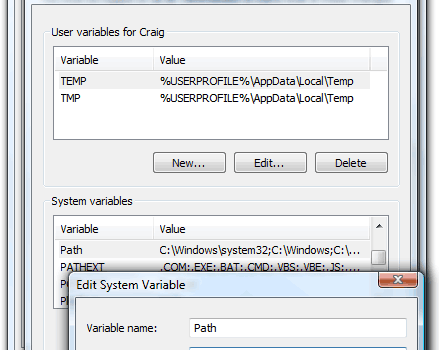 User variables for Craig
Variable Value
TEMP %USERPROFILE%\AppData\Local\Temp
TMP %USERPROFILE%\AppData\Local\Temp
New... Edit... Delete
System variables
Variable Value
Path C:\Windows\system32;C:\Windows;C:\...
PATHEXT .COM;.EXE;.BAT;.CMD;.VBS;.VBE;.JS;....
Edit System Variable
Variable name: Path